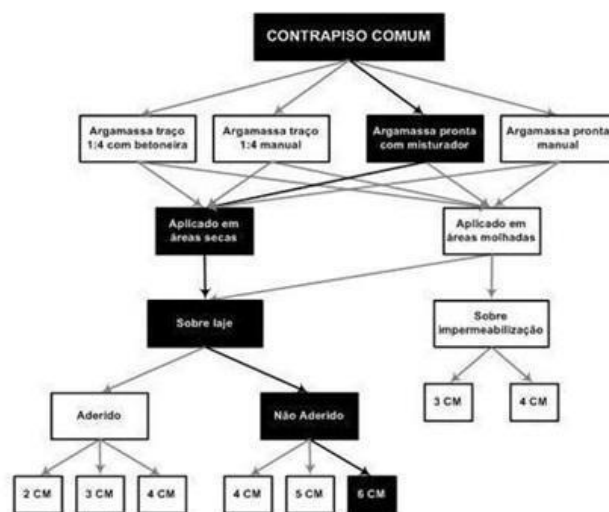 CONTRAPISO COMUM
Argamassa traço
1:4 com betoneira
Argamassa traço
1:4 manual
Argamassa pronta
com misturador
Argamassa pronta
manual
Aplicado em
áreas secas
Aplicado em
áreas molhadas
Sobre laje
Sobre
impermeabilização
3 CM
4 CM
Aderido
Não Aderido
2 CM
3 CM
4 CM
4 CM
5 CM
6 CM